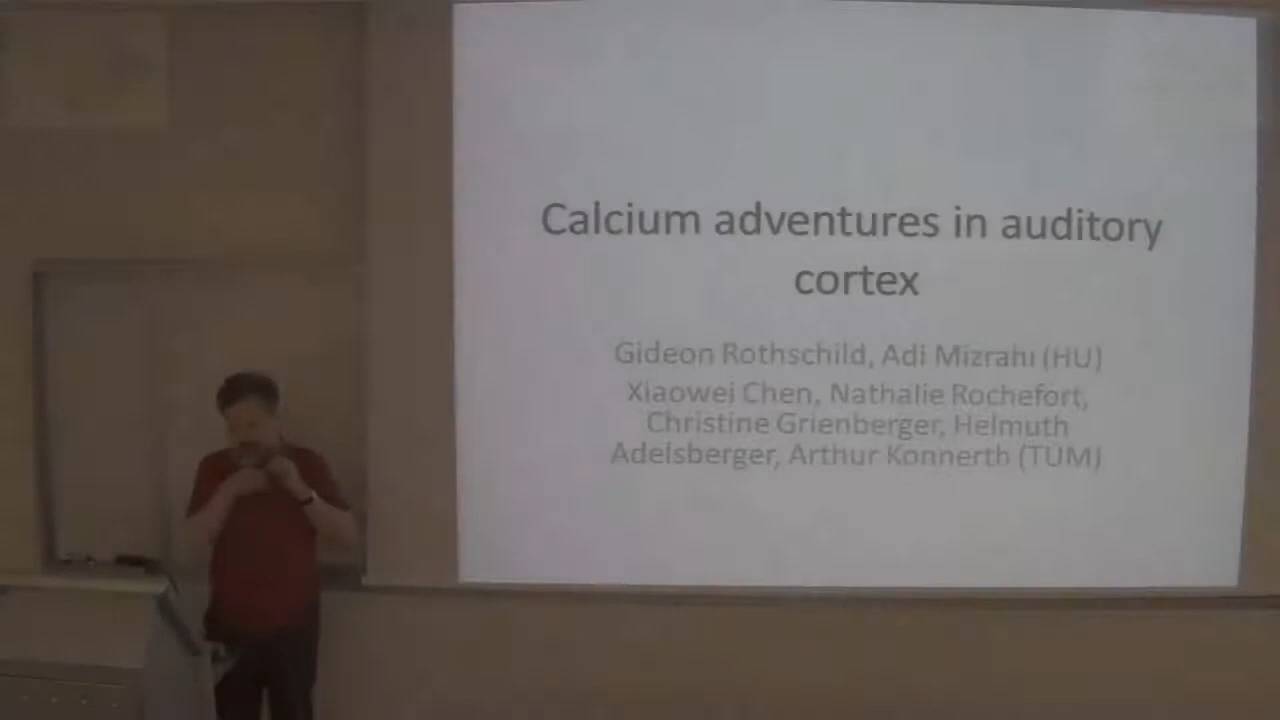 Calcium adventures in auditory
cortex
Gideon Rothschild, Adi Mizrahi (HU)
Xiaowei Chen, Nathalie Rochefort,
Christine Grienberger, Helmuth
Adelsberger, Arthur Konnerth (TUM)